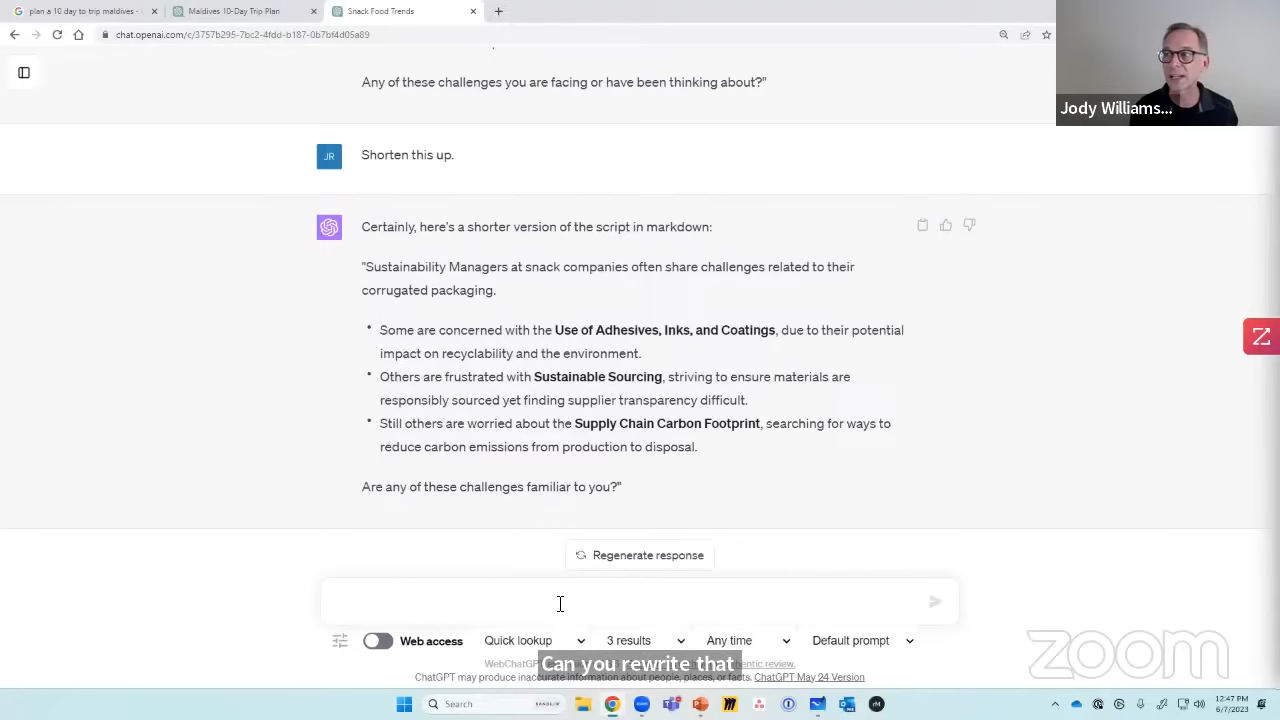 plan a 10 day to trip maldives -
Maldives 10-Day Trip Plan
Snack Food Trends
chat.openai.com/c/3757b295-7bc2-4fdd-b187-0b7bf4d05a89
Jody Williams...
Any of these challenges you are facing or have been thinking about?"
JR
Shorten this up.
Certainly, here's a shorter version of the script in markdown:
"Sustainability Managers at snack companies often share challenges related to their
corrugated packaging.
• Some are concerned with the Use of Adhesives, Inks, and Coatings, due to their potential
impact on recyclability and the environment.
• Others are frustrated with Sustainable Sourcing, striving to ensure materials are
responsibly sourced yet finding supplier transparency difficult.
• Still others are worried about the Supply Chain Carbon Footprint, searching for ways to
reduce carbon emissions from production to disposal.
Are any of these challenges familiar to you?"
Regenerate response
Web access
Quick lookup
3 results
Any time
Default prompt
Can you rewrite that
WebChatGPT
review.
ChatGPT may produce inaccurate information about people, places, or facts. ChatGPT May 24 Version
zoom
Search
12:47 PM
6/7/2023